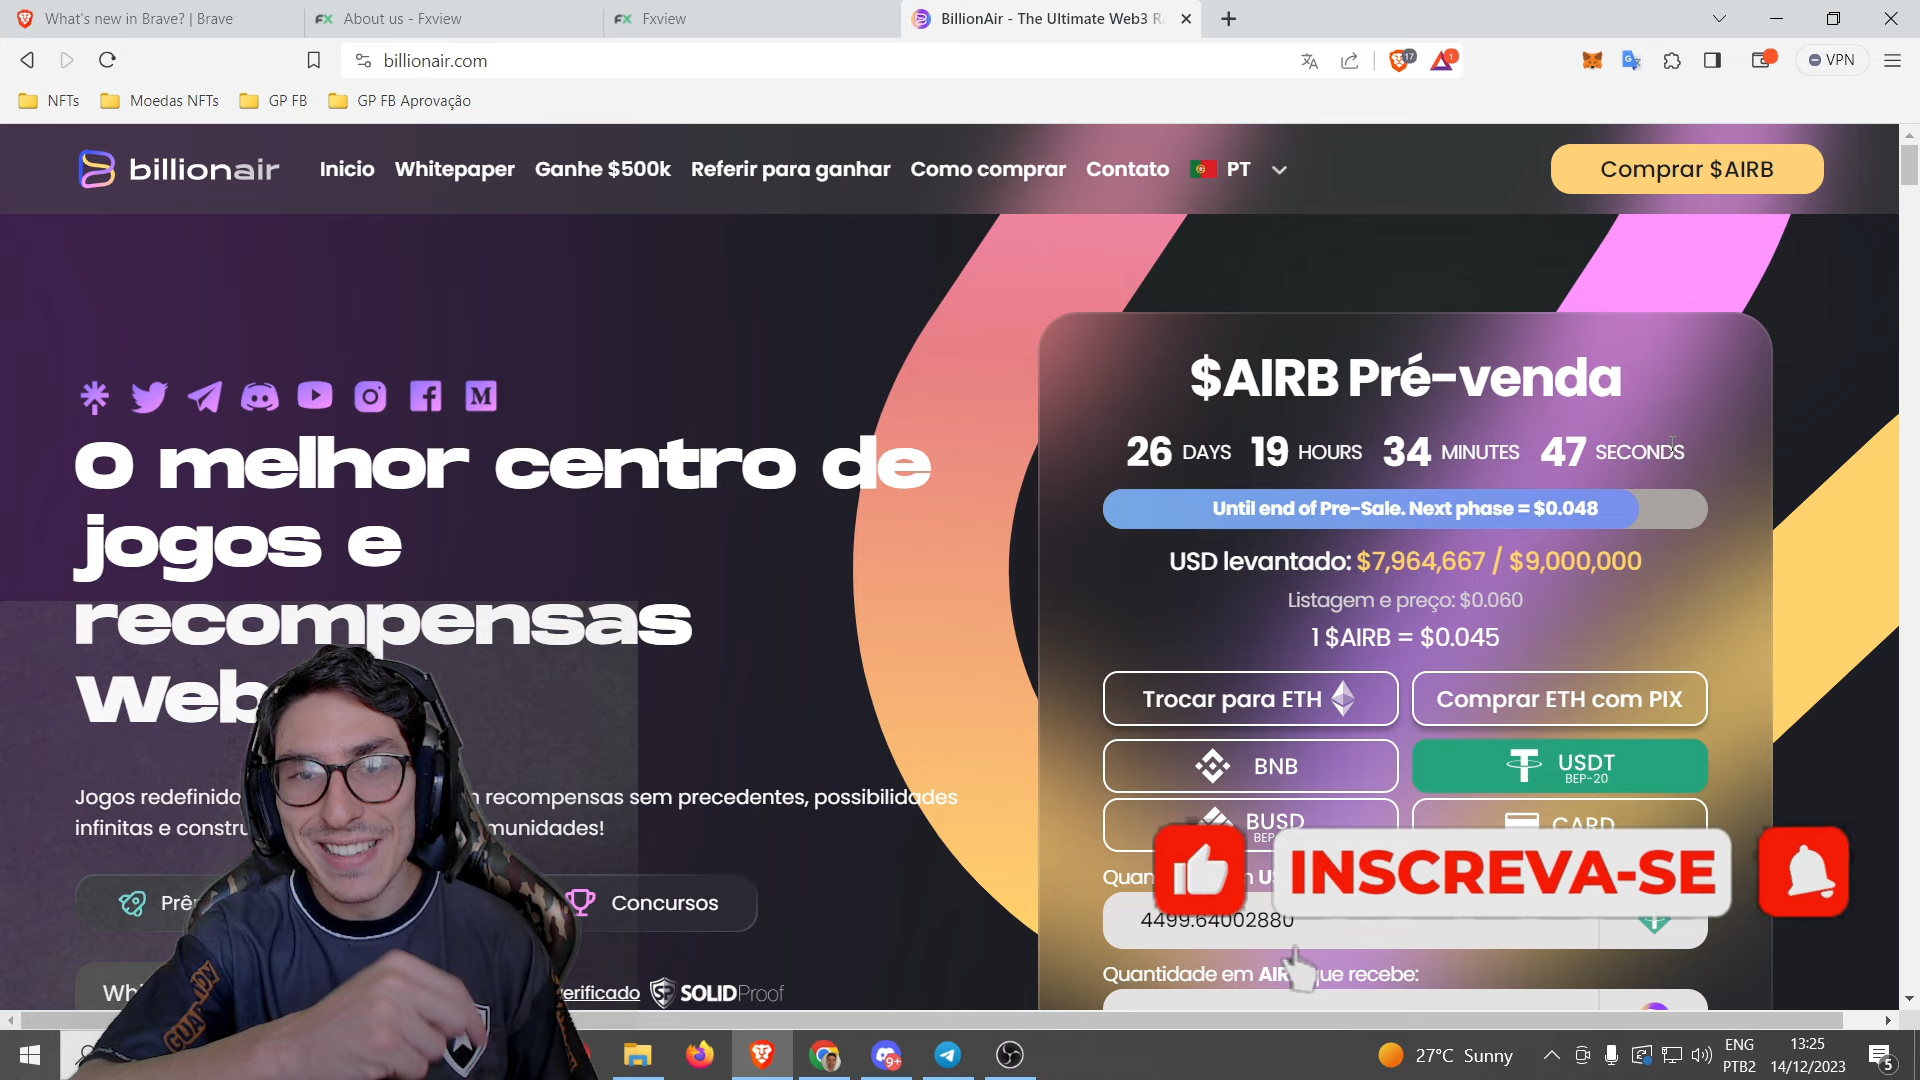 What's new in Brave? | Brave
About us - Fxview
Fxview
BillionAir - The Ultimate Web3 R
billionair.com
17
1
VPN
NFTs
Moedas NFTs
GP FB
GP FB Aprovação
billionair
Inicio
Whitepaper
Ganhe $500k
Referir para ganhar
Como comprar
Contato
PT
Comprar $AIRB
O melhor centro de
jogos e
recompensas
Web
$AIRB Pré-venda
26 DAYS 19 HOURS 34 MINUTES 47 SECONDS
Until end of Pre-Sale. Next phase = $0.048
USD levantado: $7,964,667 / $9,000,000
Listagem e preço: $0.060
1 $AIRB = $0.045
Trocar para ETH
Comprar ETH com PIX
BNB
USDT
BEP-20
BUSD
CARD
INSCREVA-SE
4499.64002880
Quantidade em AIR que recebe:
Jogos redefinido recompensas sem precedentes, possibilidades
infinitas e constru munidades!
Concursos
SOLIDProof
27°C Sunny
ENG
PTB2
13:25
14/12/2023
5
9+